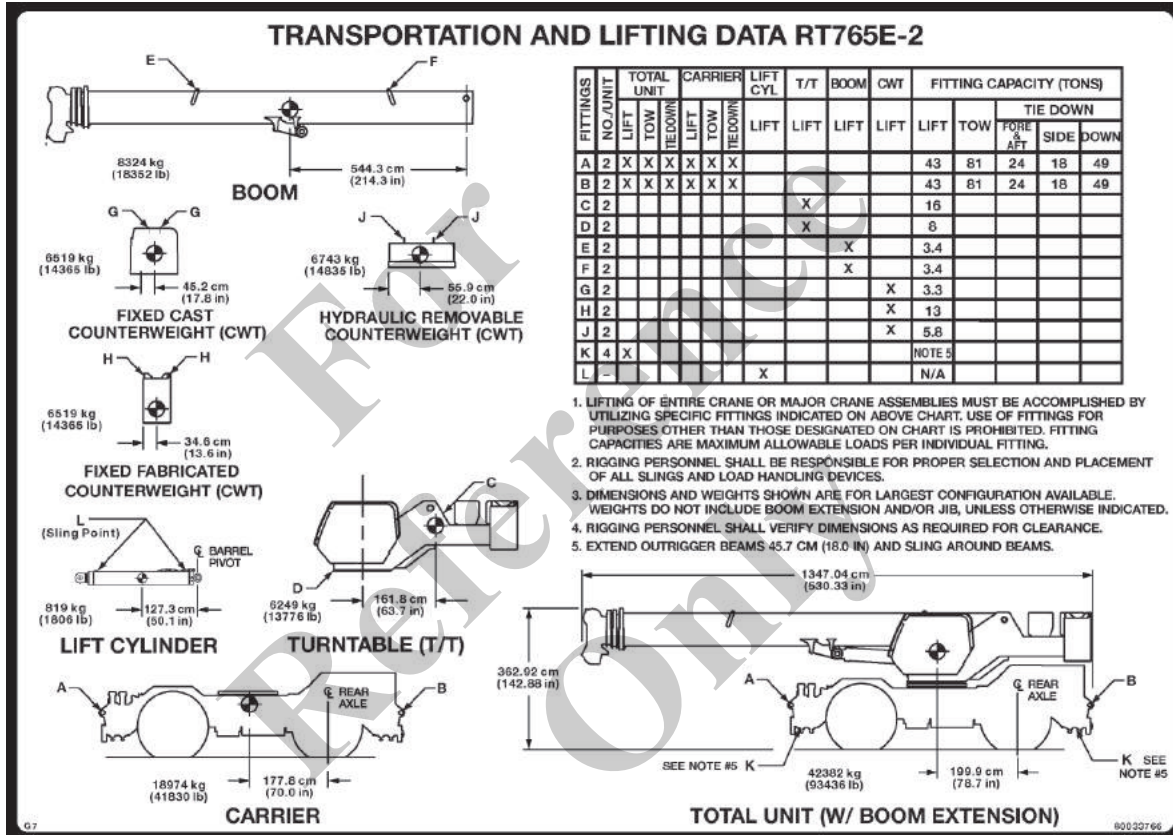 TRANSPORTATION AND LIFTING DATA RT765E-2
E
F
8324 kg
(18352 lb)
544.3 cm
(214.3 in)
BOOM
G
G
6519 kg
(14365 lb)
45.2 cm
(17.8 in)
FIXED CAST
COUNTERWEIGHT (CWT)
J
J
6743 kg
(14835 lb)
55.9 cm
(22.0 in)
HYDRAULIC REMOVABLE
COUNTERWEIGHT (CWT)
H
H
6519 kg
(14365 lb)
34.6 cm
(13.6 in)
FIXED FABRICATED
COUNTERWEIGHT (CWT)
L
(Sling Point)
℄ BARREL
PIVOT
819 kg
(1806 lb)
127.3 cm
(50.1 in)
LIFT CYLINDER
C
D
6249 kg
(13776 lb)
161.8 cm
(63.7 in)
TURNTABLE (T/T)
A
B
℄ REAR
AXLE
18974 kg
(41830 lb)
177.8 cm
(70.0 in)
CARRIER
FITTINGS NO./UNIT TOTAL UNIT CARRIER LIFT CYL T/T BOOM CWT FITTING CAPACITY (TONS)
LIFT TOW TIE DOWN LIFT TOW TIE DOWN LIFT LIFT LIFT LIFT LIFT TOW TIE DOWN
FORE & AFT SIDE DOWN
A 2 X X X X X X 43 81 24 18 49
B 2 X X X X X X 43 81 24 18 49
C 2 X 16
D 2 X 8
E 2 X 3.4
F 2 X 3.4
G 2 X 3.3
H 2 X 13
J 2 X 5.8
K 4 X NOTE 5
L - X N/A
1. LIFTING OF ENTIRE CRANE OR MAJOR CRANE ASSEMBLIES MUST BE ACCOMPLISHED BY
UTILIZING SPECIFIC FITTINGS INDICATED ON ABOVE CHART. USE OF FITTINGS FOR
PURPOSES OTHER THAN THOSE DESIGNATED ON CHART IS PROHIBITED. FITTING
CAPACITIES ARE MAXIMUM ALLOWABLE LOADS PER INDIVIDUAL FITTING.
2. RIGGING PERSONNEL SHALL BE RESPONSIBLE FOR PROPER SELECTION AND PLACEMENT
OF ALL SLINGS AND LOAD HANDLING DEVICES.
3. DIMENSIONS AND WEIGHTS SHOWN ARE FOR LARGEST CONFIGURATION AVAILABLE.
WEIGHTS DO NOT INCLUDE BOOM EXTENSION AND/OR JIB, UNLESS OTHERWISE INDICATED.
4. RIGGING PERSONNEL SHALL VERIFY DIMENSIONS AS REQUIRED FOR CLEARANCE.
5. EXTEND OUTRIGGER BEAMS 45.7 CM (18.0 IN) AND SLING AROUND BEAMS.
1347.04 cm
(530.33 in)
362.92 cm
(142.88 in)
A
B
℄ REAR
AXLE
SEE NOTE #5 K
K SEE
NOTE #5
42382 kg
(93436 lb)
199.9 cm
(78.7 in)
TOTAL UNIT (W/ BOOM EXTENSION)
G7
80033766
For
Reference
Only